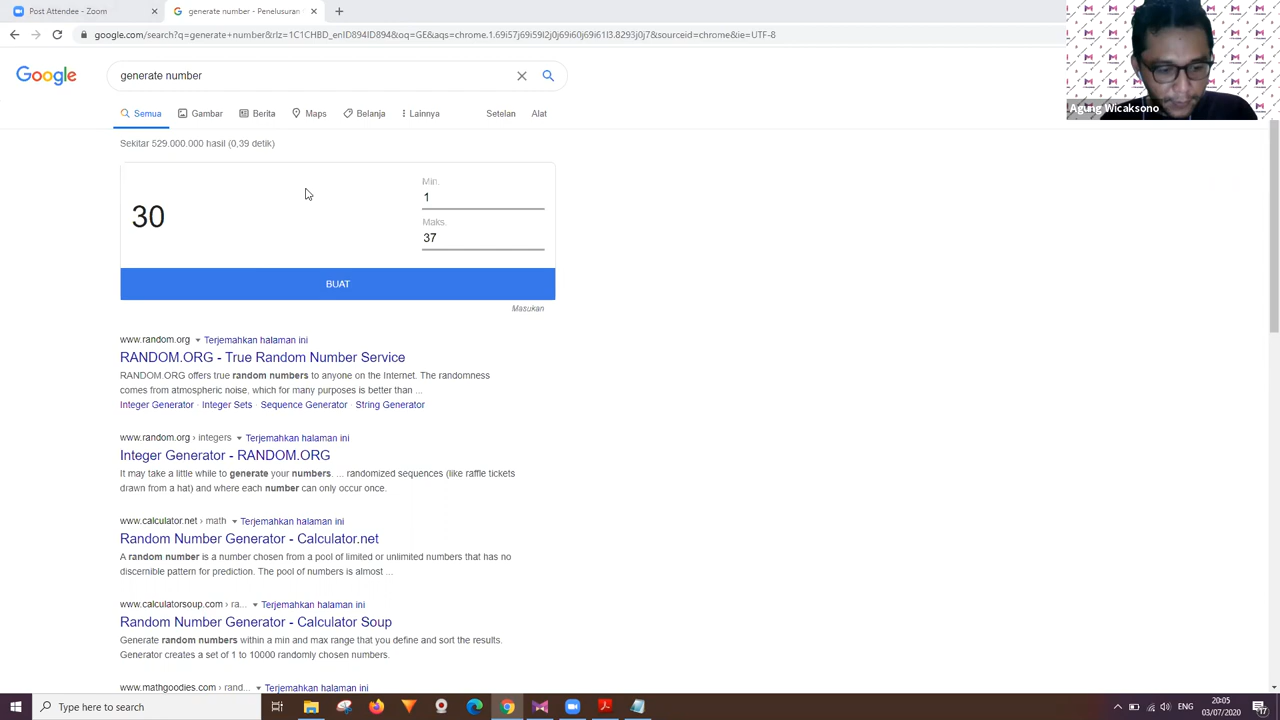 Post Attendee - Zoom
generate number - Penelusuran
google.com/search?q=generate+number&rlz=1C1CHBD_enID894ID894&oq=GE&aqs=chrome.1.69i57j69i59l2j0j69i60j69i61l3.8293j0j7&sourceid=chrome&ie=UTF-8
Agung Wicaksono
Google
generate number
Semua
Gambar
Berita
Maps
Belanja
Lainnya
Setelan
Alat
Sekitar 529.000.000 hasil (0,39 detik)
Min.
1
30
Maks.
37
BUAT
Masukan
www.random.org Terjemahkan halaman ini
RANDOM.ORG - True Random Number Service
RANDOM.ORG offers true random numbers to anyone on the Internet. The randomness
comes from atmospheric noise, which for many purposes is better than ...
Integer Generator · Integer Sets · Sequence Generator · String Generator
www.random.org › integers Terjemahkan halaman ini
Integer Generator - RANDOM.ORG
It may take a little while to generate your numbers. ... randomized sequences (like raffle tickets
drawn from a hat) and where each number can only occur once.
www.calculator.net › math Terjemahkan halaman ini
Random Number Generator - Calculator.net
A random number is a number chosen from a pool of limited or unlimited numbers that has no
discernible pattern for prediction. The pool of numbers is almost ...
www.calculatorsoup.com › ra... Terjemahkan halaman ini
Random Number Generator - Calculator Soup
Generate random numbers within a min and max range that you define and sort the results.
Generator creates a set of 1 to 10000 randomly chosen numbers.
www.mathgoodies.com › rand... Terjemahkan halaman ini
Type here to search
ENG
20:05
03/07/2020
17